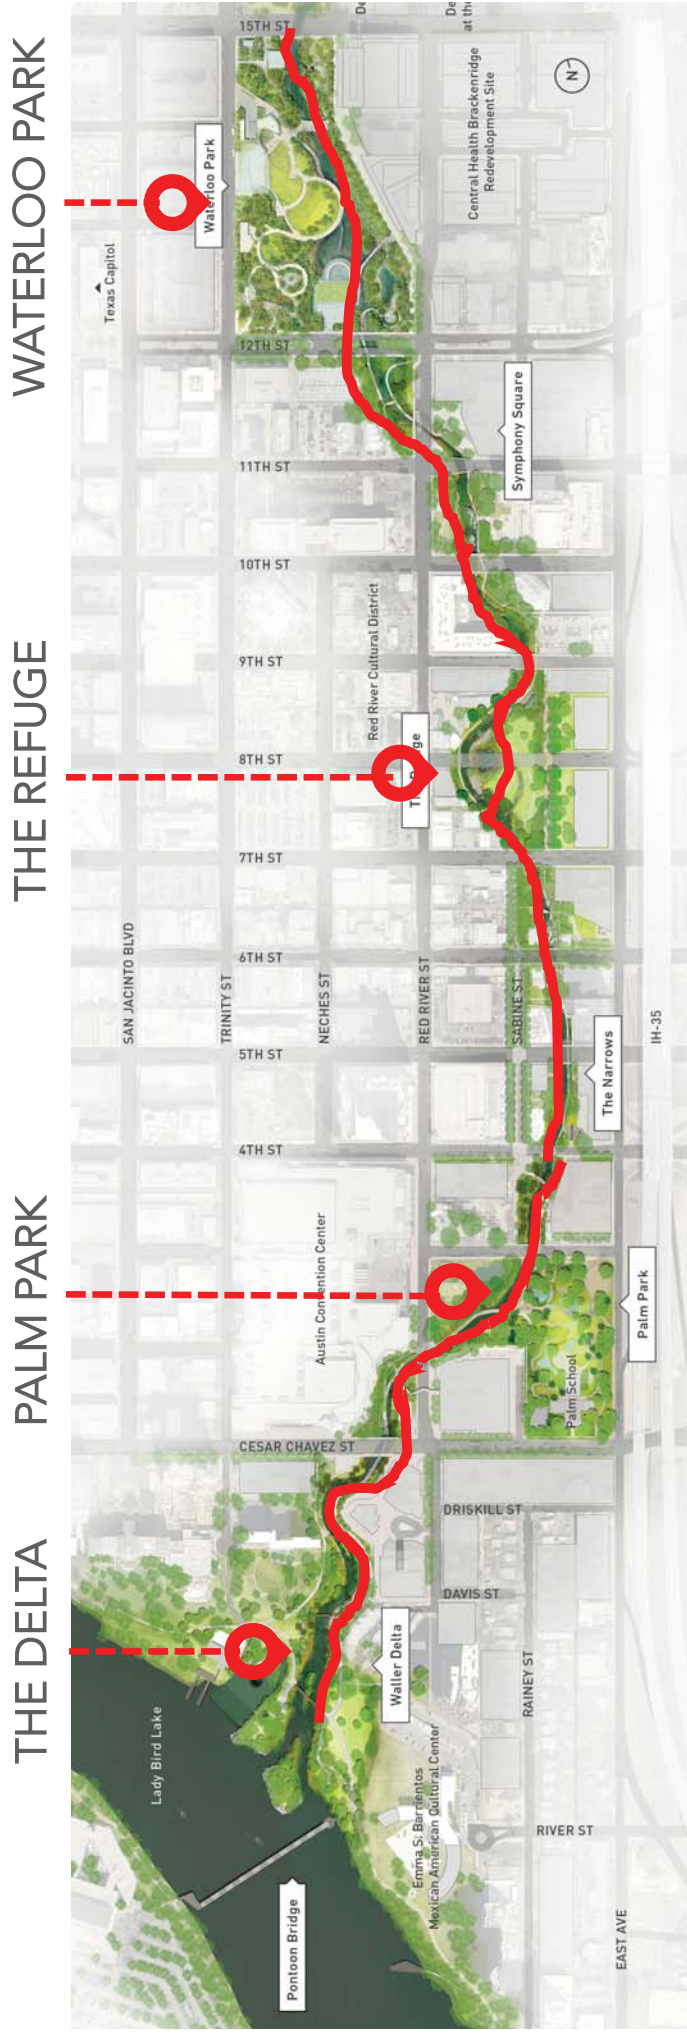 WATERLOO PARK
THE REFUGE
PALM PARK
THE DELTA
15TH ST
Waterloo Park
Texas Capitol
Central Health Brackenridge
Redevelopment Site
at the
N
12TH ST
Symphony Square
11TH ST
10TH ST
Red River Cultural District
9TH ST
8TH ST
7TH ST
SAN JACINTO BLVD
TRINITY ST
NECHES ST
RED RIVER ST
SABINE ST
IH-35
6TH ST
5TH ST
The Narrows
4TH ST
Austin Convention Center
Palm Park
Palm School
CESAR CHAVEZ ST
DRISKILL ST
DAVIS ST
Waller Delta
RAINEY ST
Lady Bird Lake
Emma S. Barrientos
Mexican American Cultural Center
RIVER ST
Pontoon Bridge
EAST AVE